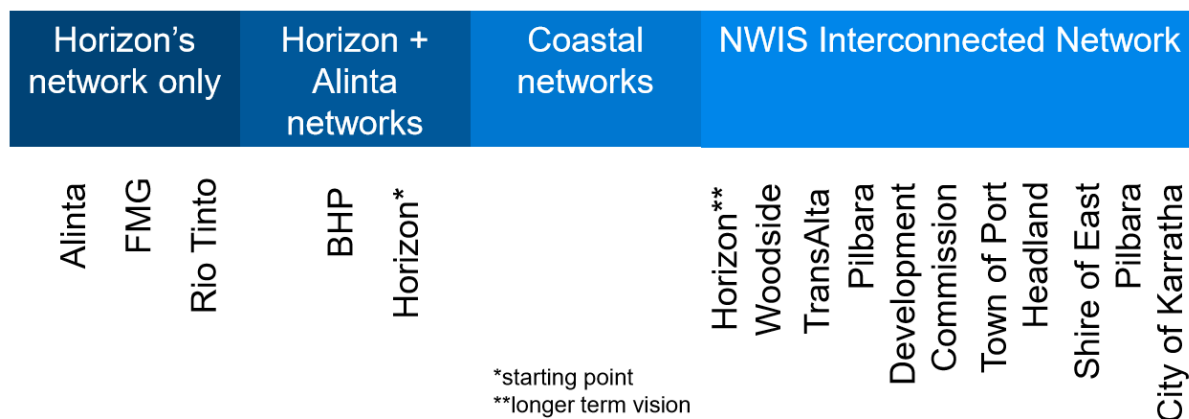 Horizon's
network only
Horizon +
Alinta
networks
Coastal
networks
NWIS Interconnected Network
Alinta
FMG
Rio Tinto
BHP
Horizon*
Horizon**
Woodside
TransAlta
Pilbara
Development
Commission
Town of Port
Headland
Shire of East
Pilbara
City of Karratha
*starting point
**longer term vision